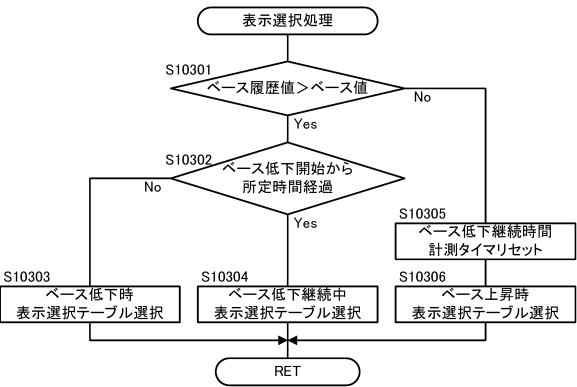 表示選択処理
S10301
ベース履歴値＞ベース値
No
Yes
S10302
ベース低下開始から
所定時間経過
No
Yes
S10305
ベース低下継続時間
計測タイマリセット
S10303
ベース低下時
表示選択テーブル選択
S10304
ベース低下継続中
表示選択テーブル選択
S10306
ベース上昇時
表示選択テーブル選択
RET